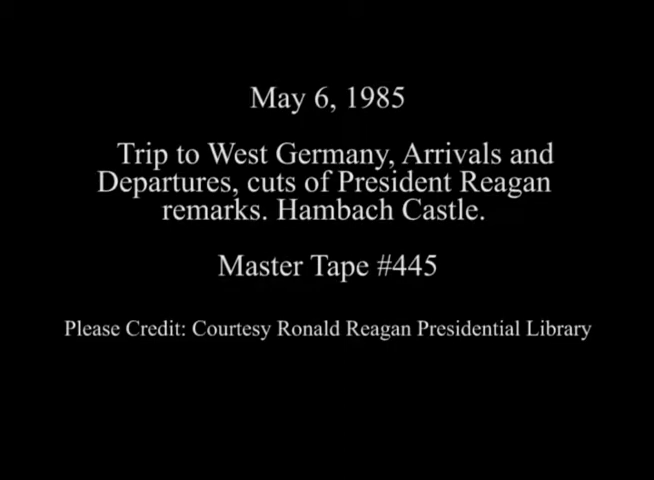 May 6, 1985
Trip to West Germany, Arrivals and
Departures, cuts of President Reagan
remarks. Hambach Castle.
Master Tape #445
Please Credit: Courtesy Ronald Reagan Presidential Library